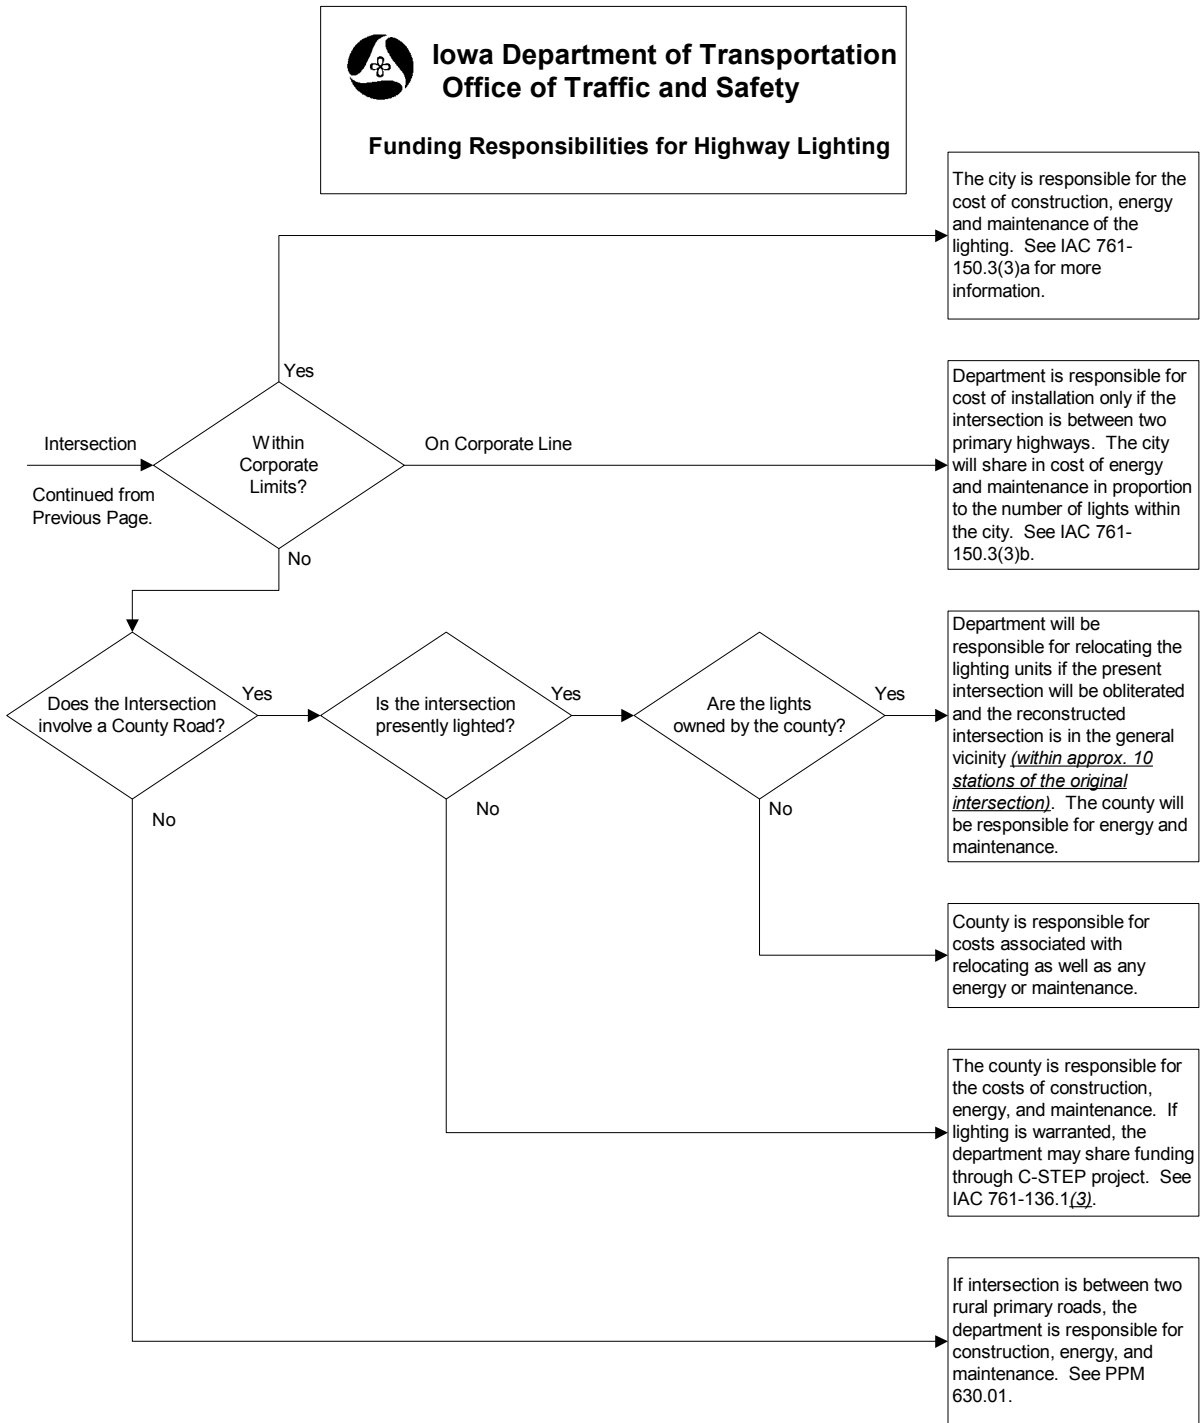 Iowa Department of Transportation
Office of Traffic and Safety
Funding Responsibilities for Highway Lighting
The city is responsible for the
cost of construction, energy
and maintenance of the
lighting. See IAC 761-
150.3(3)a for more
information.
Yes
Intersection
Continued from
Previous Page.
Within
Corporate
Limits?
On Corporate Line
Department is responsible for
cost of installation only if the
intersection is between two
primary highways. The city
will share in cost of energy
and maintenance in proportion
to the number of lights within
the city. See IAC 761-
150.3(3)b.
No
Does the Intersection
involve a County Road?
Yes
Is the intersection
presently lighted?
Yes
Are the lights
owned by the county?
Yes
Department will be
responsible for relocating the
lighting units if the present
intersection will be obliterated
and the reconstructed
intersection is in the general
vicinity (within approx. 10
stations of the original
intersection). The county will
be responsible for energy and
maintenance.
No
No
No
County is responsible for
costs associated with
relocating as well as any
energy or maintenance.
The county is responsible for
the costs of construction,
energy, and maintenance. If
lighting is warranted, the
department may share funding
through C-STEP project. See
IAC 761-136.1(3).
If intersection is between two
rural primary roads, the
department is responsible for
construction, energy, and
maintenance. See PPM
630.01.